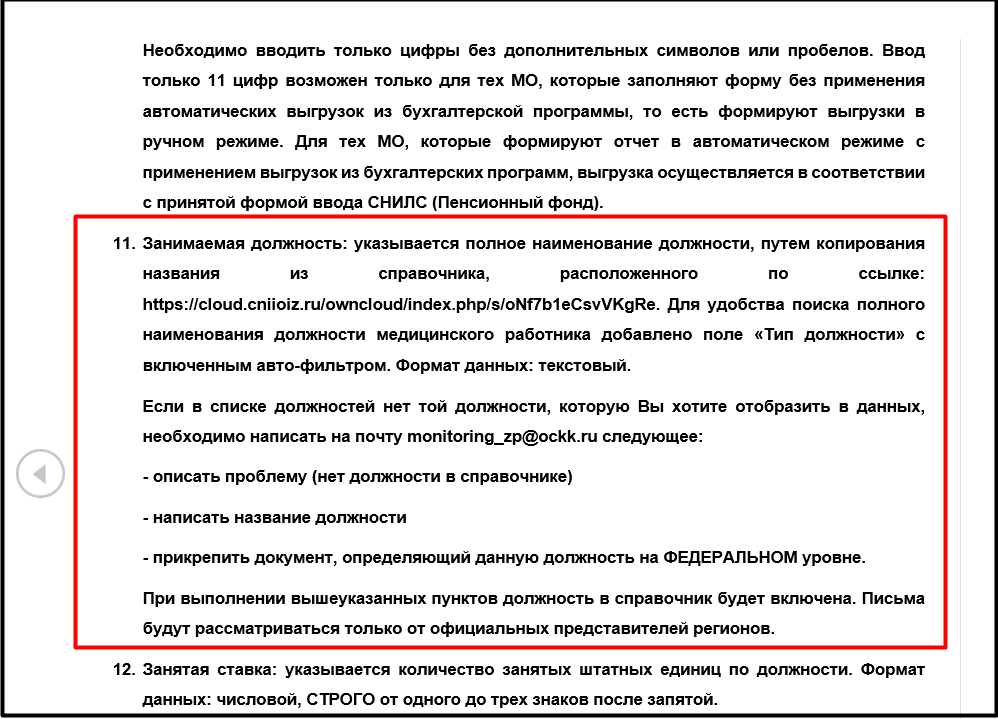 Необходимо вводить только цифры без дополнительных символов или пробелов. Ввод
только 11 цифр возможен только для тех МО, которые заполняют форму без применения
автоматических выгрузок из бухгалтерской программы, то есть формируют выгрузки в
ручном режиме. Для тех МО, которые формируют отчет в автоматическом режиме с
применением выгрузок из бухгалтерских программ, выгрузка осуществляется в соответствии
с принятой формой ввода СНИЛС (Пенсионный фонд).
11. Занимаемая должность: указывается полное наименование должности, путем копирования
названия из справочника, расположенного по ссылке:
https://cloud.cniioiz.ru/owncloud/index.php/s/oNf7b1eCsvVKgRe. Для удобства поиска полного
наименования должности медицинского работника добавлено поле «Тип должности» с
включенным авто-фильтром. Формат данных: текстовый.
Если в списке должностей нет той должности, которую Вы хотите отобразить в данных,
необходимо написать на почту monitoring_zp@ockk.ru следующее:
- описать проблему (нет должности в справочнике)
- написать название должности
- прикрепить документ, определяющий данную должность на ФЕДЕРАЛЬНОМ уровне.
При выполнении вышеуказанных пунктов должность в справочник будет включена. Письма
будут рассматриваться только от официальных представителей регионов.
12. Занятая ставка: указывается количество занятых штатных единиц по должности. Формат
данных: числовой, СТРОГО от одного до трех знаков после запятой.